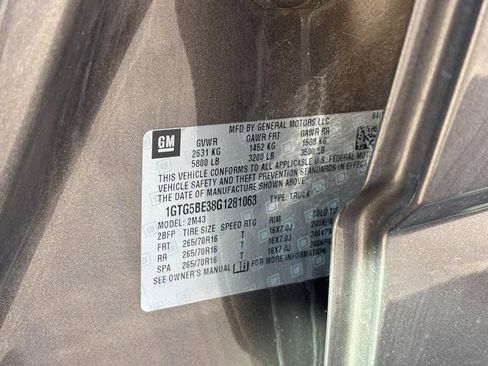 GM
MFD BY GENERAL MOTORS LLC
GVWR GAWR FRT GAWR RR
2631 KG 1452 KG 1588 KG
5800 LB 3200 LB 3500 LB
THIS VEHICLE CONFORMS TO ALL APPLICABLE U.S. FEDERAL MOTOR
VEHICLE SAFETY AND THEFT PREVENTION STANDARDS IN EFFECT
THE DATE OF MANUFACTURE SHOWN ABOVE.
1GTG5BE38G1281063 TYPE: TRUCK
MODEL: 2M43
2BFP TIRE SIZE SPEED RTG RIM COLD
FRT 265/70R16 T 16X7.0J
RR 265/70R16 T 16X7.0J
SPA 265/70R16 T 16X7.0J
SEE OWNER'S MANUAL FOR MORE INFORMATION